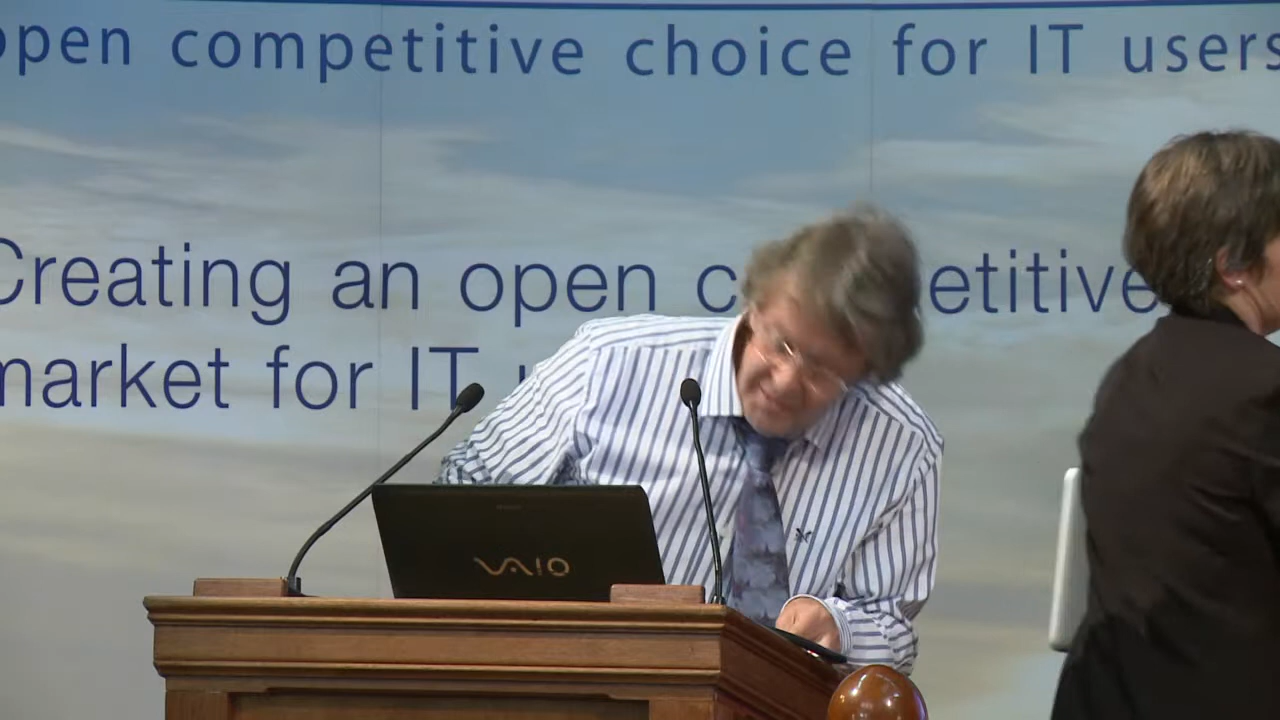 open competitive choice for IT users
Creating an open c etitive
market for IT
VAIO